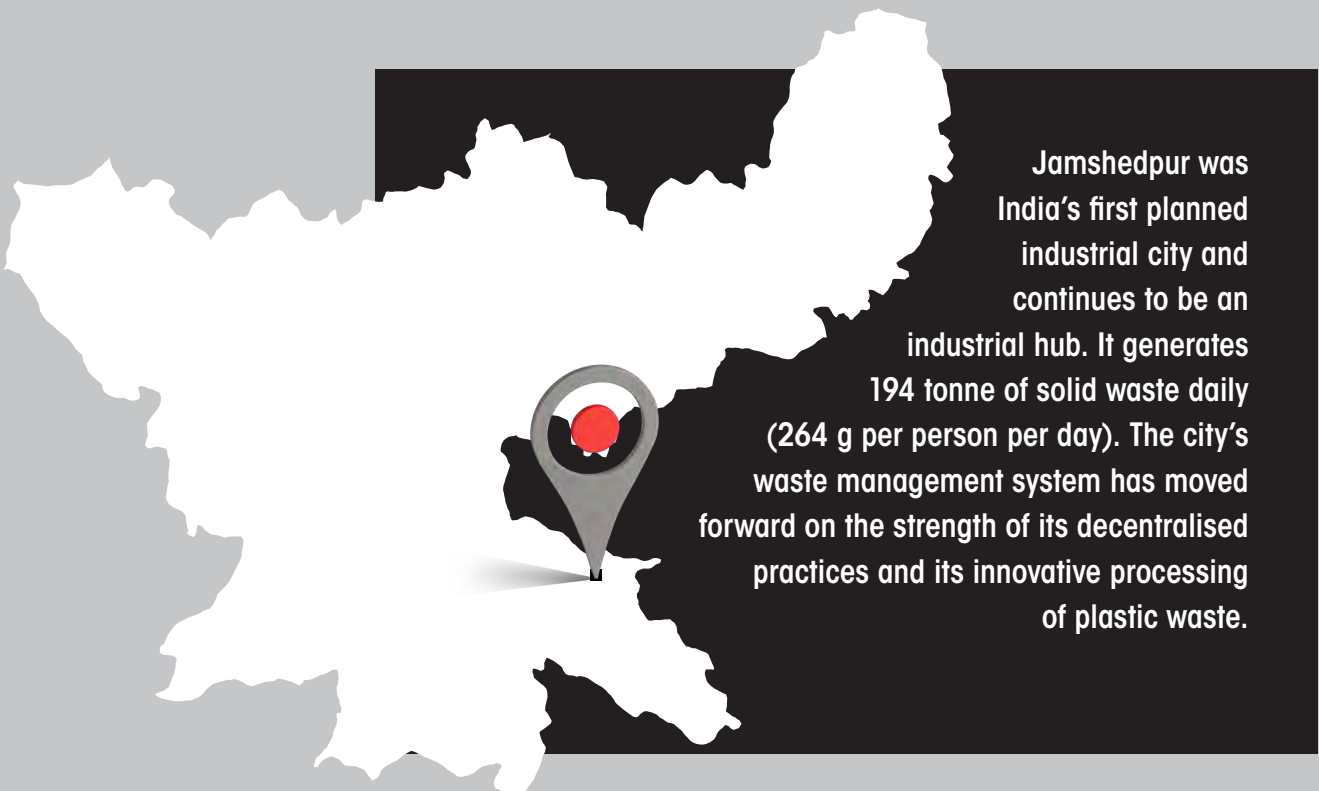 Jamshedpur was
India’s first planned
industrial city and
continues to be an
industrial hub. It generates
194 tonne of solid waste daily
(264 g per person per day). The city’s
waste management system has moved
forward on the strength of its decentralised
practices and its innovative processing
of plastic waste.